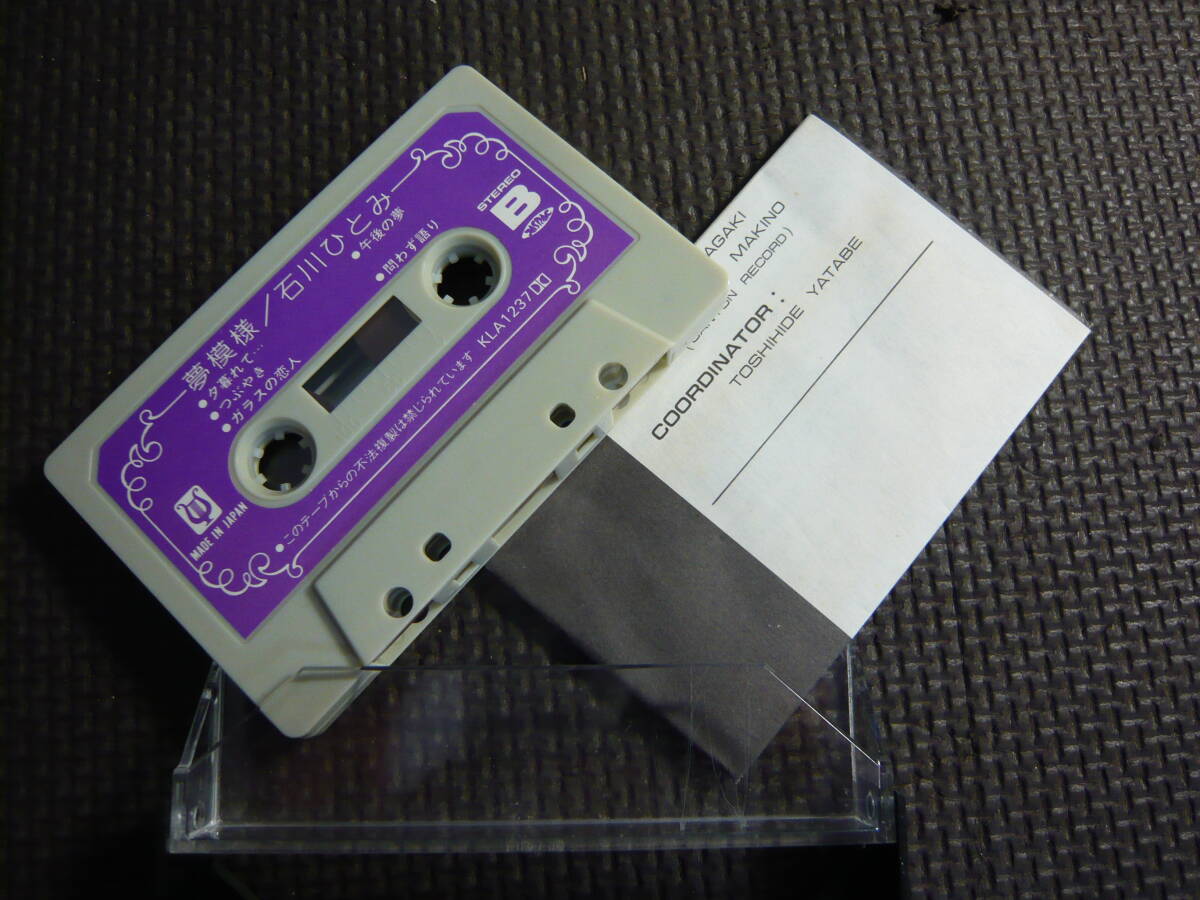 夢模様/石川ひとみ
●夕暮れて…
●つぶやき
●ガラスの恋人
●午後の夢
●問わず語り
STEREO
B
MADE IN JAPAN
●このテープからの不法複製は禁じられています KLA1237
AGAKI
MAKINO
RECORD)
COORDINATOR:
TOSHIHIDE YATABE